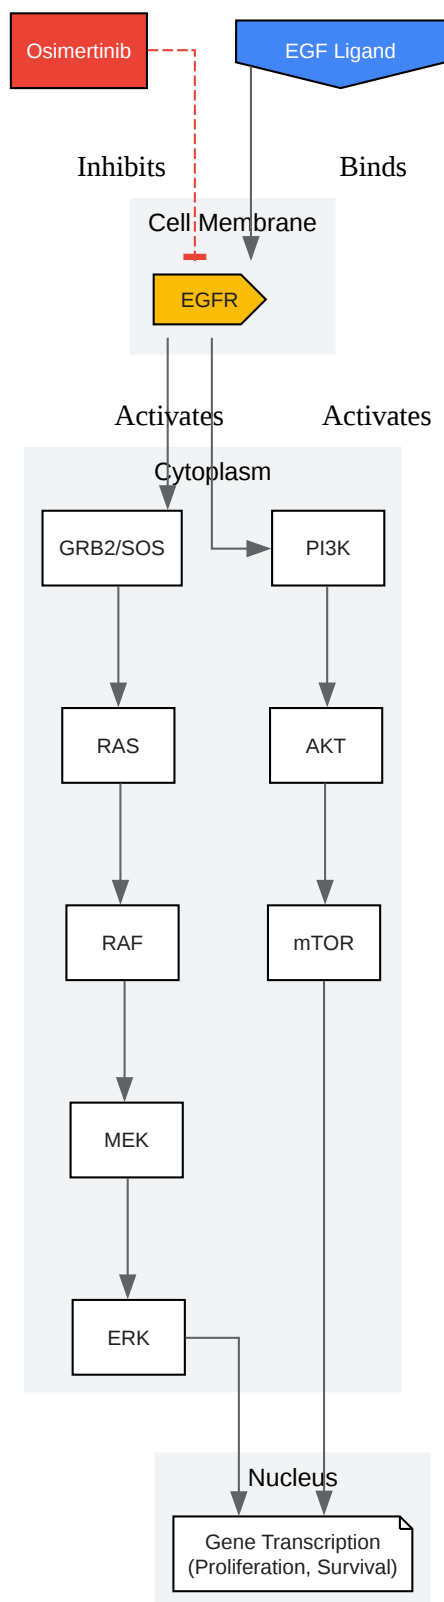 Osimertinib
EGF Ligand
Inhibits
Binds
Cell Membrane
EGFR
Activates
Activates
Cytoplasm
GRB2/SOS
PI3K
RAS
AKT
RAF
mTOR
MEK
ERK
Nucleus
Gene Transcription
(Proliferation, Survival)